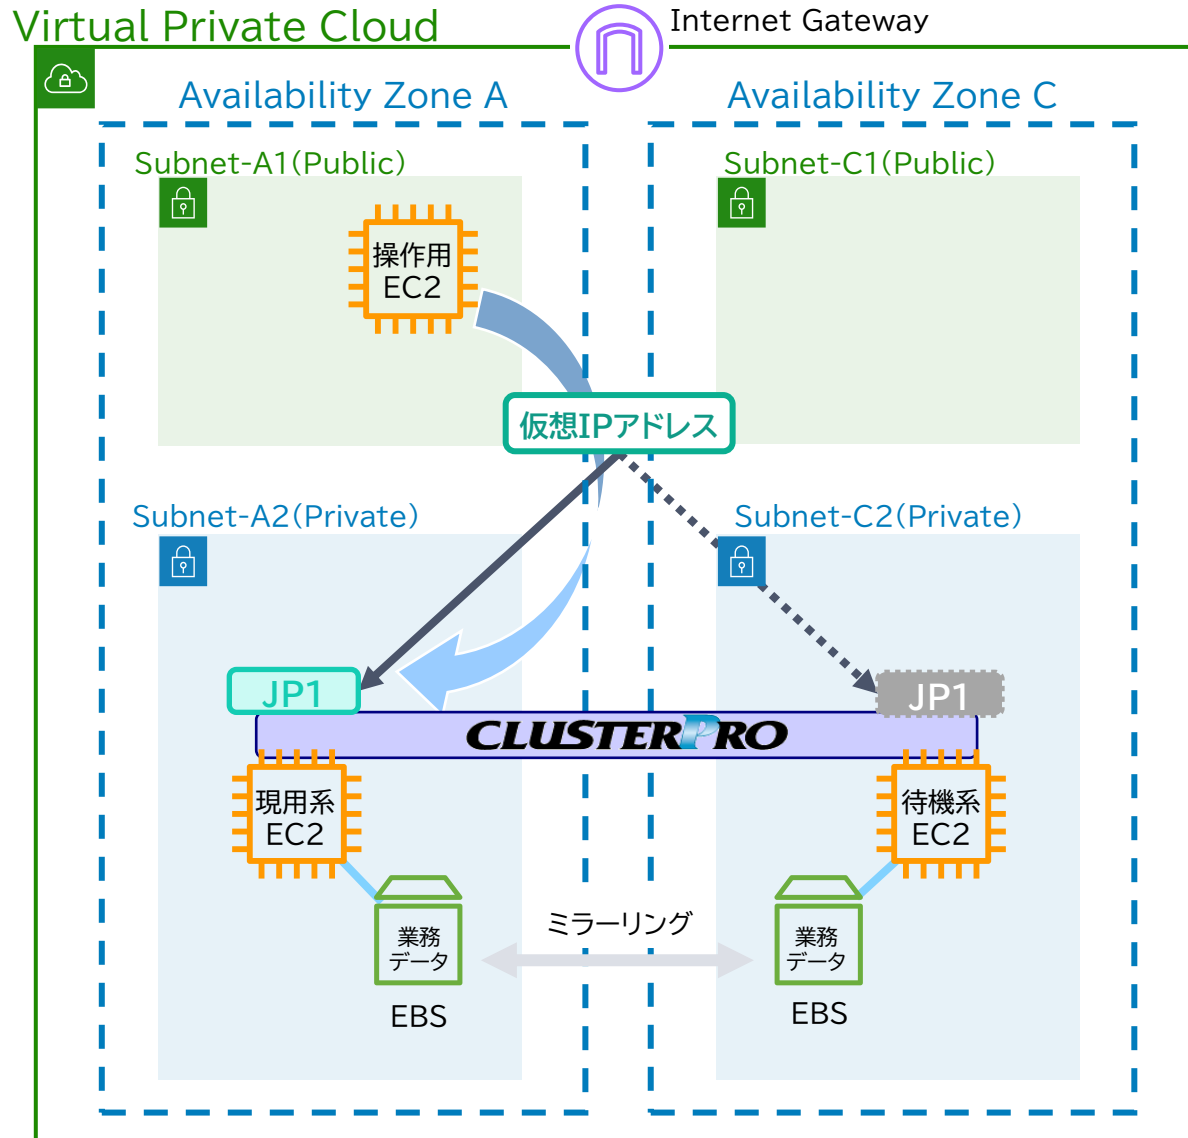 Virtual Private Cloud
Internet Gateway
Availability Zone A
Availability Zone C
Subnet-A1(Public)
Subnet-C1(Public)
操作用
EC2
仮想IPアドレス
Subnet-A2(Private)
Subnet-C2(Private)
JP1
JP1
CLUSTERPRO
現用系
EC2
待機系
EC2
ミラーリング
業務
データ
業務
データ
EBS
EBS